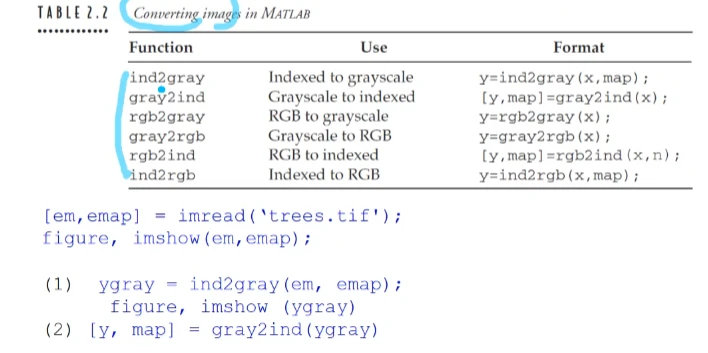 TABLE 2.2 Converting images in MATLAB
Function Use Format
ind2gray Indexed to grayscale y=ind2gray(x,map);
gray2ind Grayscale to indexed [y,map]=gray2ind(x);
rgb2gray RGB to grayscale y=rgb2gray(x);
gray2rgb Grayscale to RGB y=gray2rgb(x);
rgb2ind RGB to indexed [y,map]=rgb2ind(x,n);
ind2rgb Indexed to RGB y=ind2rgb(x,map);
[em,emap] = imread('trees.tif');
figure, imshow(em,emap);
(1) ygray = ind2gray(em, emap);
figure, imshow (ygray)
(2) [y, map] = gray2ind(ygray)